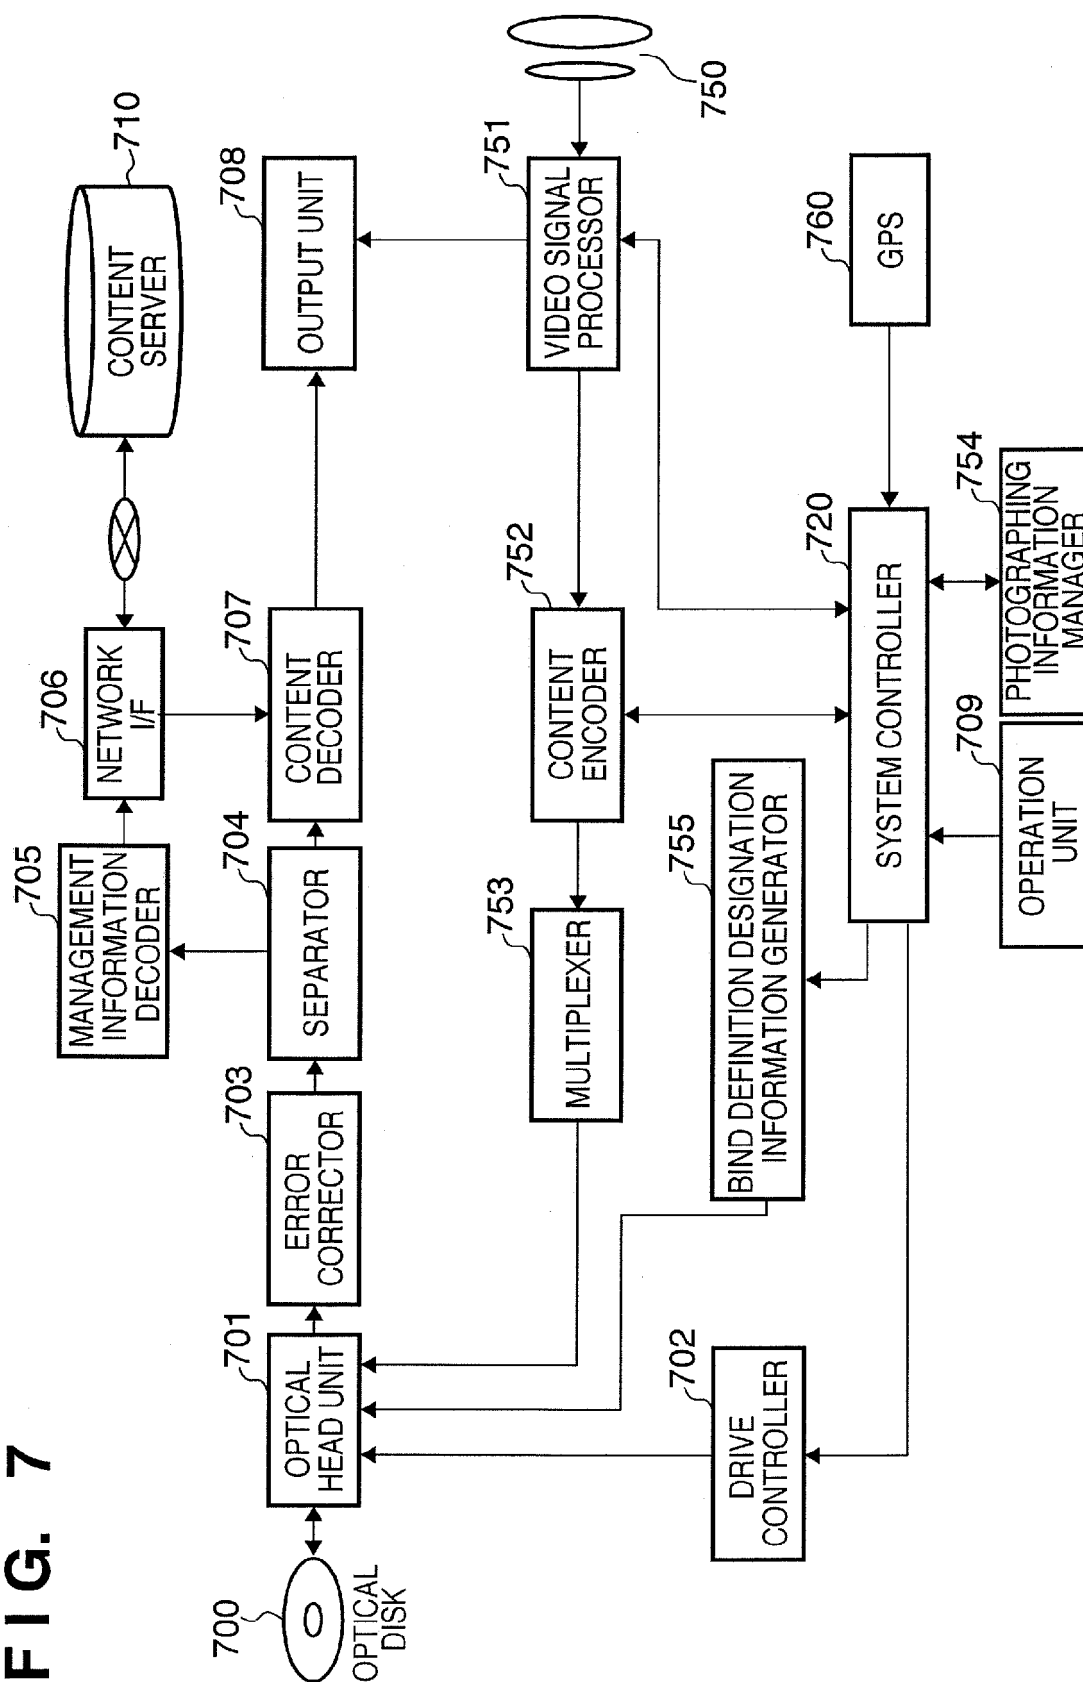 FIG. 7
700
OPTICAL
DISK
701
OPTICAL
HEAD UNIT
703
ERROR
CORRECTOR
704
SEPARATOR
705
MANAGEMENT
INFORMATION
DECODER
706
NETWORK
I/F
707
CONTENT
DECODER
708
OUTPUT UNIT
710
CONTENT
SERVER
750
751
VIDEO SIGNAL
PROCESSOR
752
CONTENT
ENCODER
753
MULTIPLEXER
755
BIND DEFINITION DESIGNATION
INFORMATION GENERATOR
702
DRIVE
CONTROLLER
720
SYSTEM CONTROLLER
760
GPS
754
PHOTOGRAPHING
INFORMATION
MANAGER
709
OPERATION
UNIT